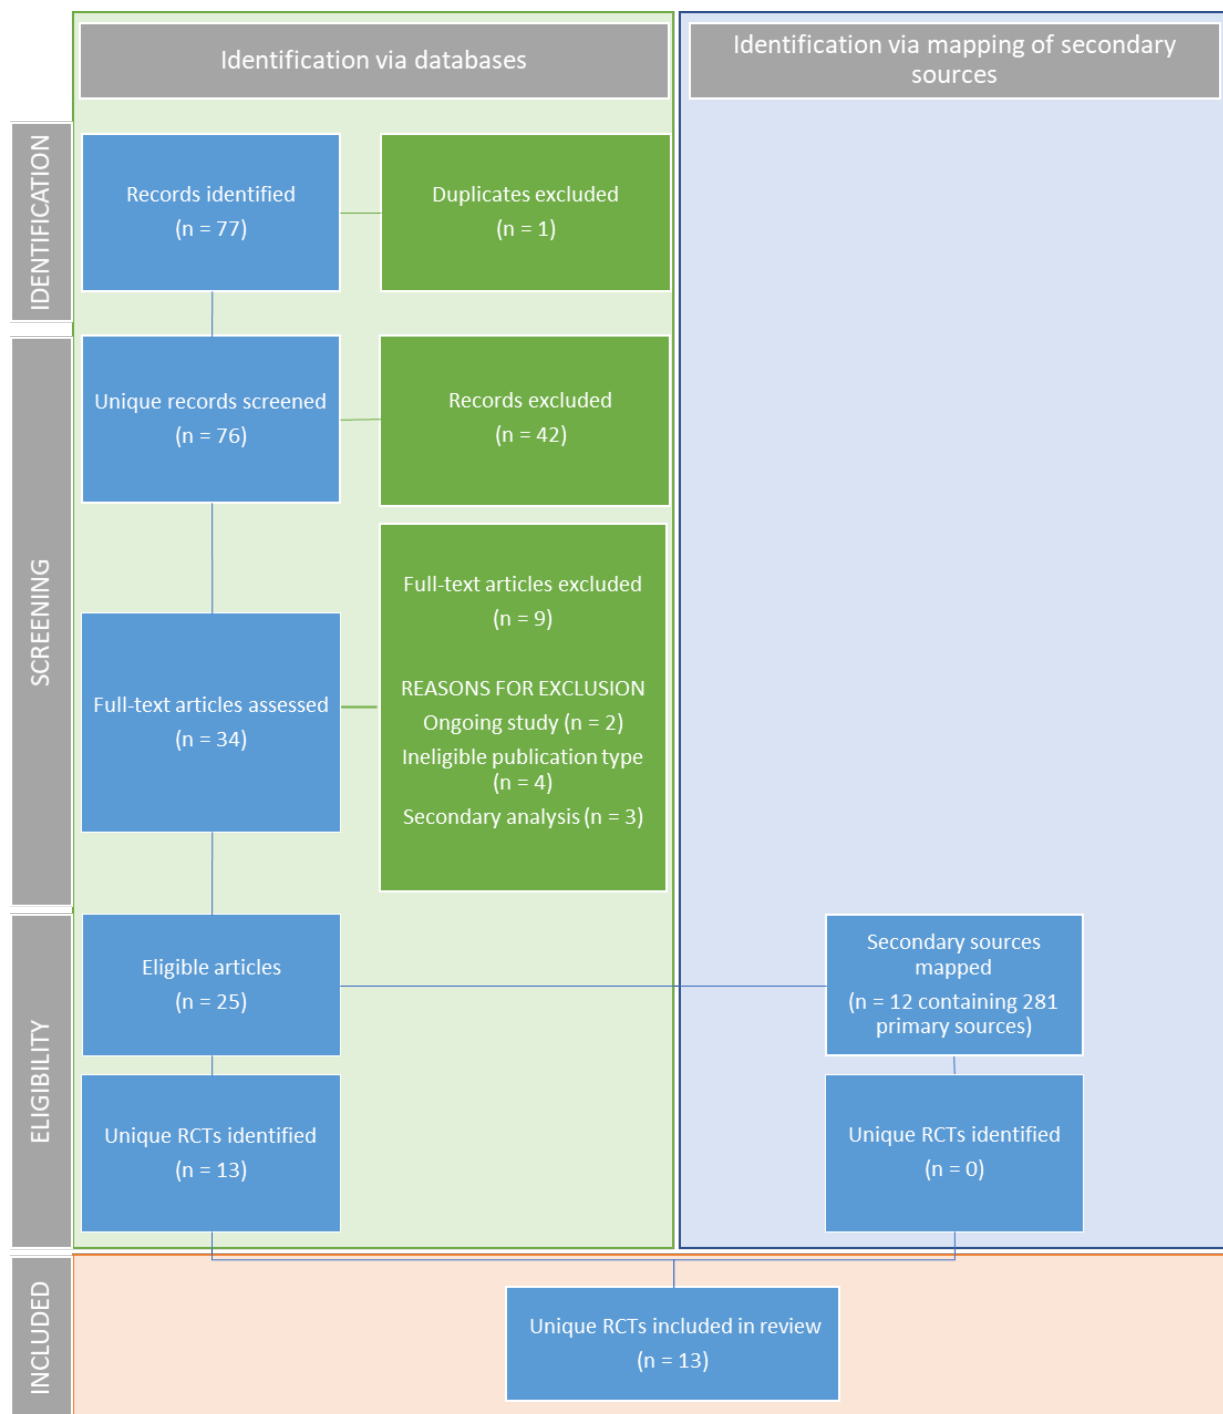 Identification via databases
Identification via mapping of secondary
sources
IDENTIFICATION
Records identified
(n = 77)
Duplicates excluded
(n = 1)
SCREENING
Unique records screened
(n = 76)
Records excluded
(n = 42)
Full-text articles assessed
(n = 34)
Full-text articles excluded
(n = 9)
REASONS FOR EXCLUSION
Ongoing study (n = 2)
Ineligible publication type
(n = 4)
Secondary analysis (n = 3)
ELIGIBILITY
Eligible articles
(n = 25)
Secondary sources
mapped
(n = 12 containing 281
primary sources)
Unique RCTs identified
(n = 13)
Unique RCTs identified
(n = 0)
INCLUDED
Unique RCTs included in review
(n = 13)